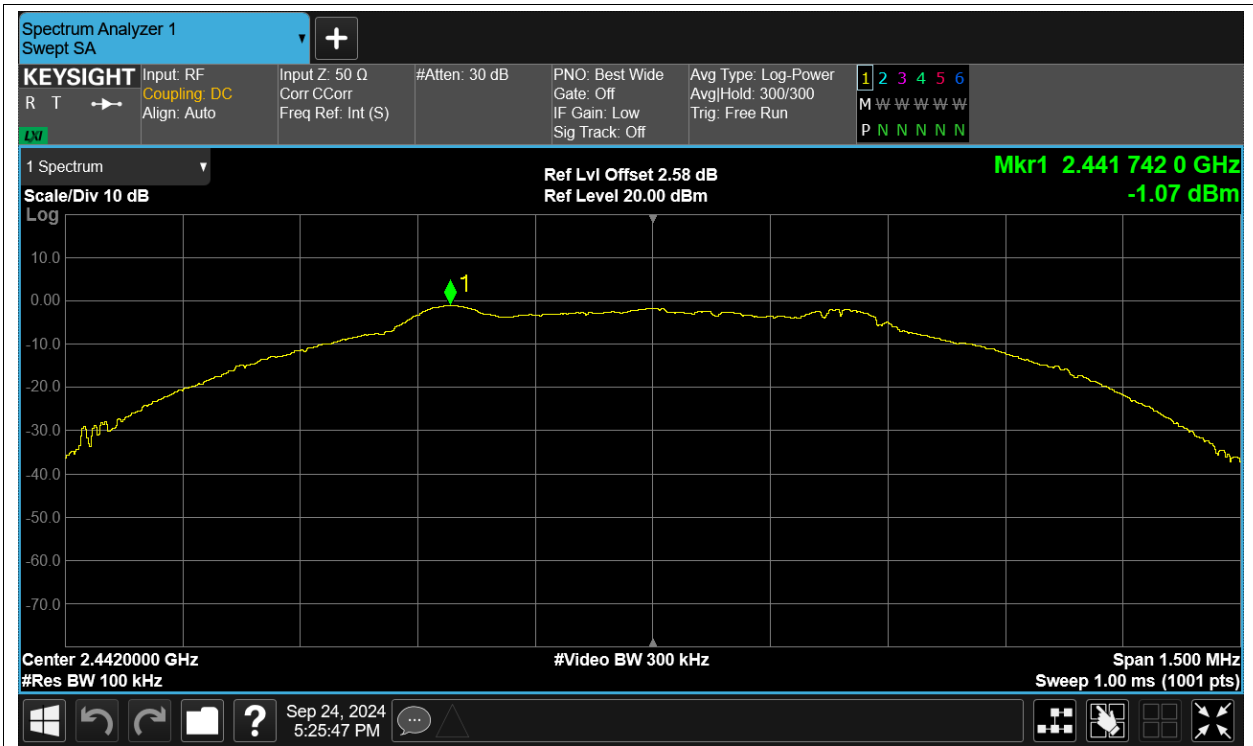 Spectrum Analyzer 1
Swept SA
KEYSIGHT
R T
LXI
Input: RF
Coupling: DC
Align: Auto
Input Z: 50 Ω
Corr CCorr
Freq Ref: Int (S)
#Atten: 30 dB
PNO: Best Wide
Gate: Off
IF Gain: Low
Sig Track: Off
Avg Type: Log-Power
Avg|Hold: 300/300
Trig: Free Run
1 2 3 4 5 6
M W W W W W W
P N N N N N
1 Spectrum
Scale/Div 10 dB
Log
Ref Lvl Offset 2.58 dB
Ref Level 20.00 dBm
Mkr1 2.441 742 0 GHz
-1.07 dBm
1
10.0
0.00
-10.0
-20.0
-30.0
-40.0
-50.0
-60.0
-70.0
Center 2.4420000 GHz
#Video BW 300 kHz
Span 1.500 MHz
#Res BW 100 kHz
Sweep 1.00 ms (1001 pts)
?
Sep 24, 2024
5:25:47 PM